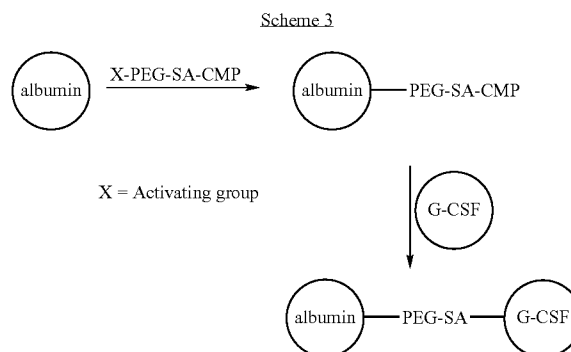 Scheme 3
albumin X-PEG-SA-CMP albumin PEG-SA-CMP
X = Activating group
G-CSF
albumin PEG-SA G-CSF